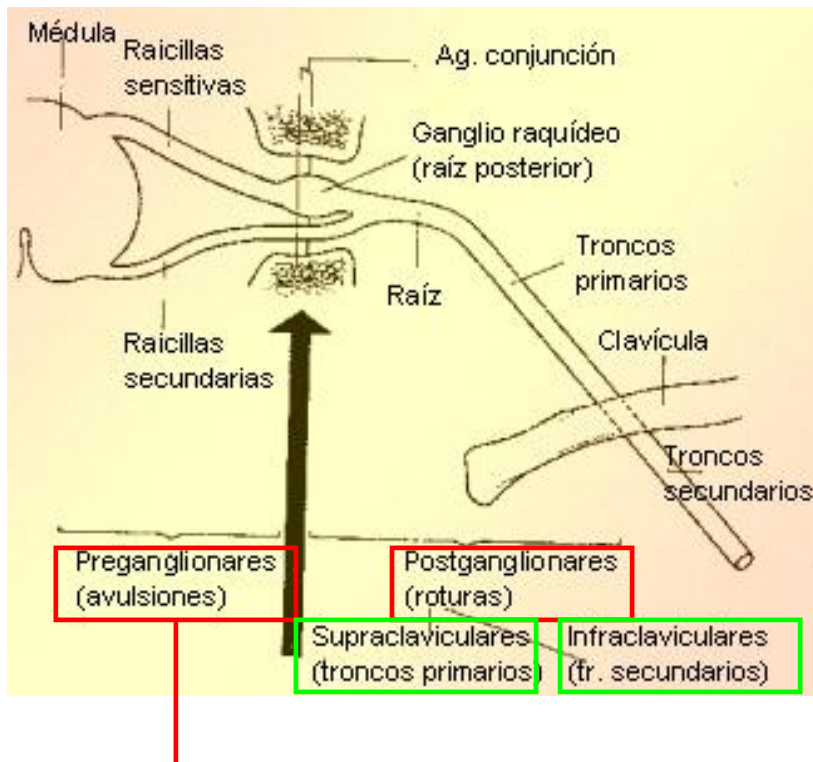 Médula
Raicillas
sensitivas
Ag. conjunción
Ganglio raquídeo
(raíz posterior)
Troncos
primarios
Raíz
Clavícula
Raicillas
secundarias
Troncos
secundarios
Preganglionares
(avulsiones)
Postganglionares
(roturas)
Supraclaviculares
(troncos primarios)
Infraclaviculares
(tr. secundarios)